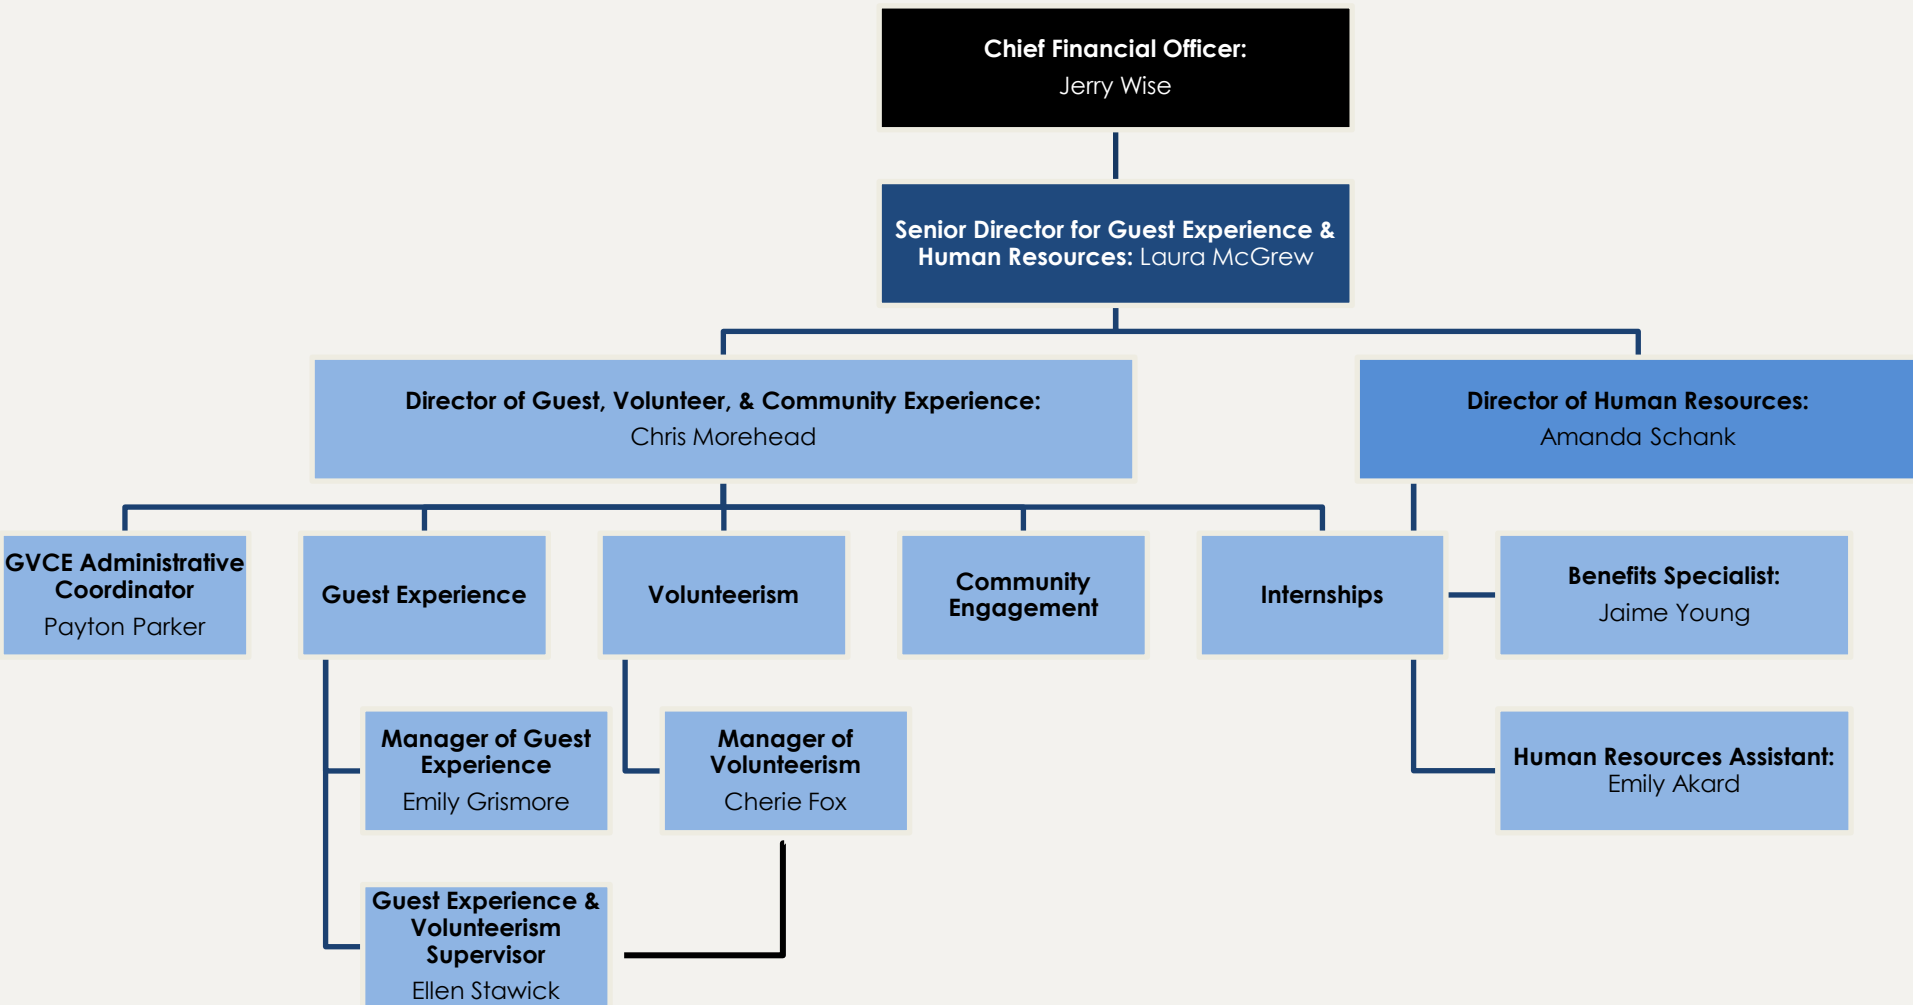 Chief Financial Officer:
Jerry Wise
Senior Director for Guest Experience &
Human Resources: Laura McGrew
Director of Guest, Volunteer, & Community Experience:
Chris Morehead
Director of Human Resources:
Amanda Schank
GVCE Administrative
Coordinator
Payton Parker
Guest Experience
Volunteerism
Community
Engagement
Internships
Benefits Specialist:
Jaime Young
Manager of Guest
Experience
Emily Grismore
Manager of
Volunteerism
Cherie Fox
Human Resources Assistant:
Emily Akard
Guest Experience &
Volunteerism
Supervisor
Ellen Stawick